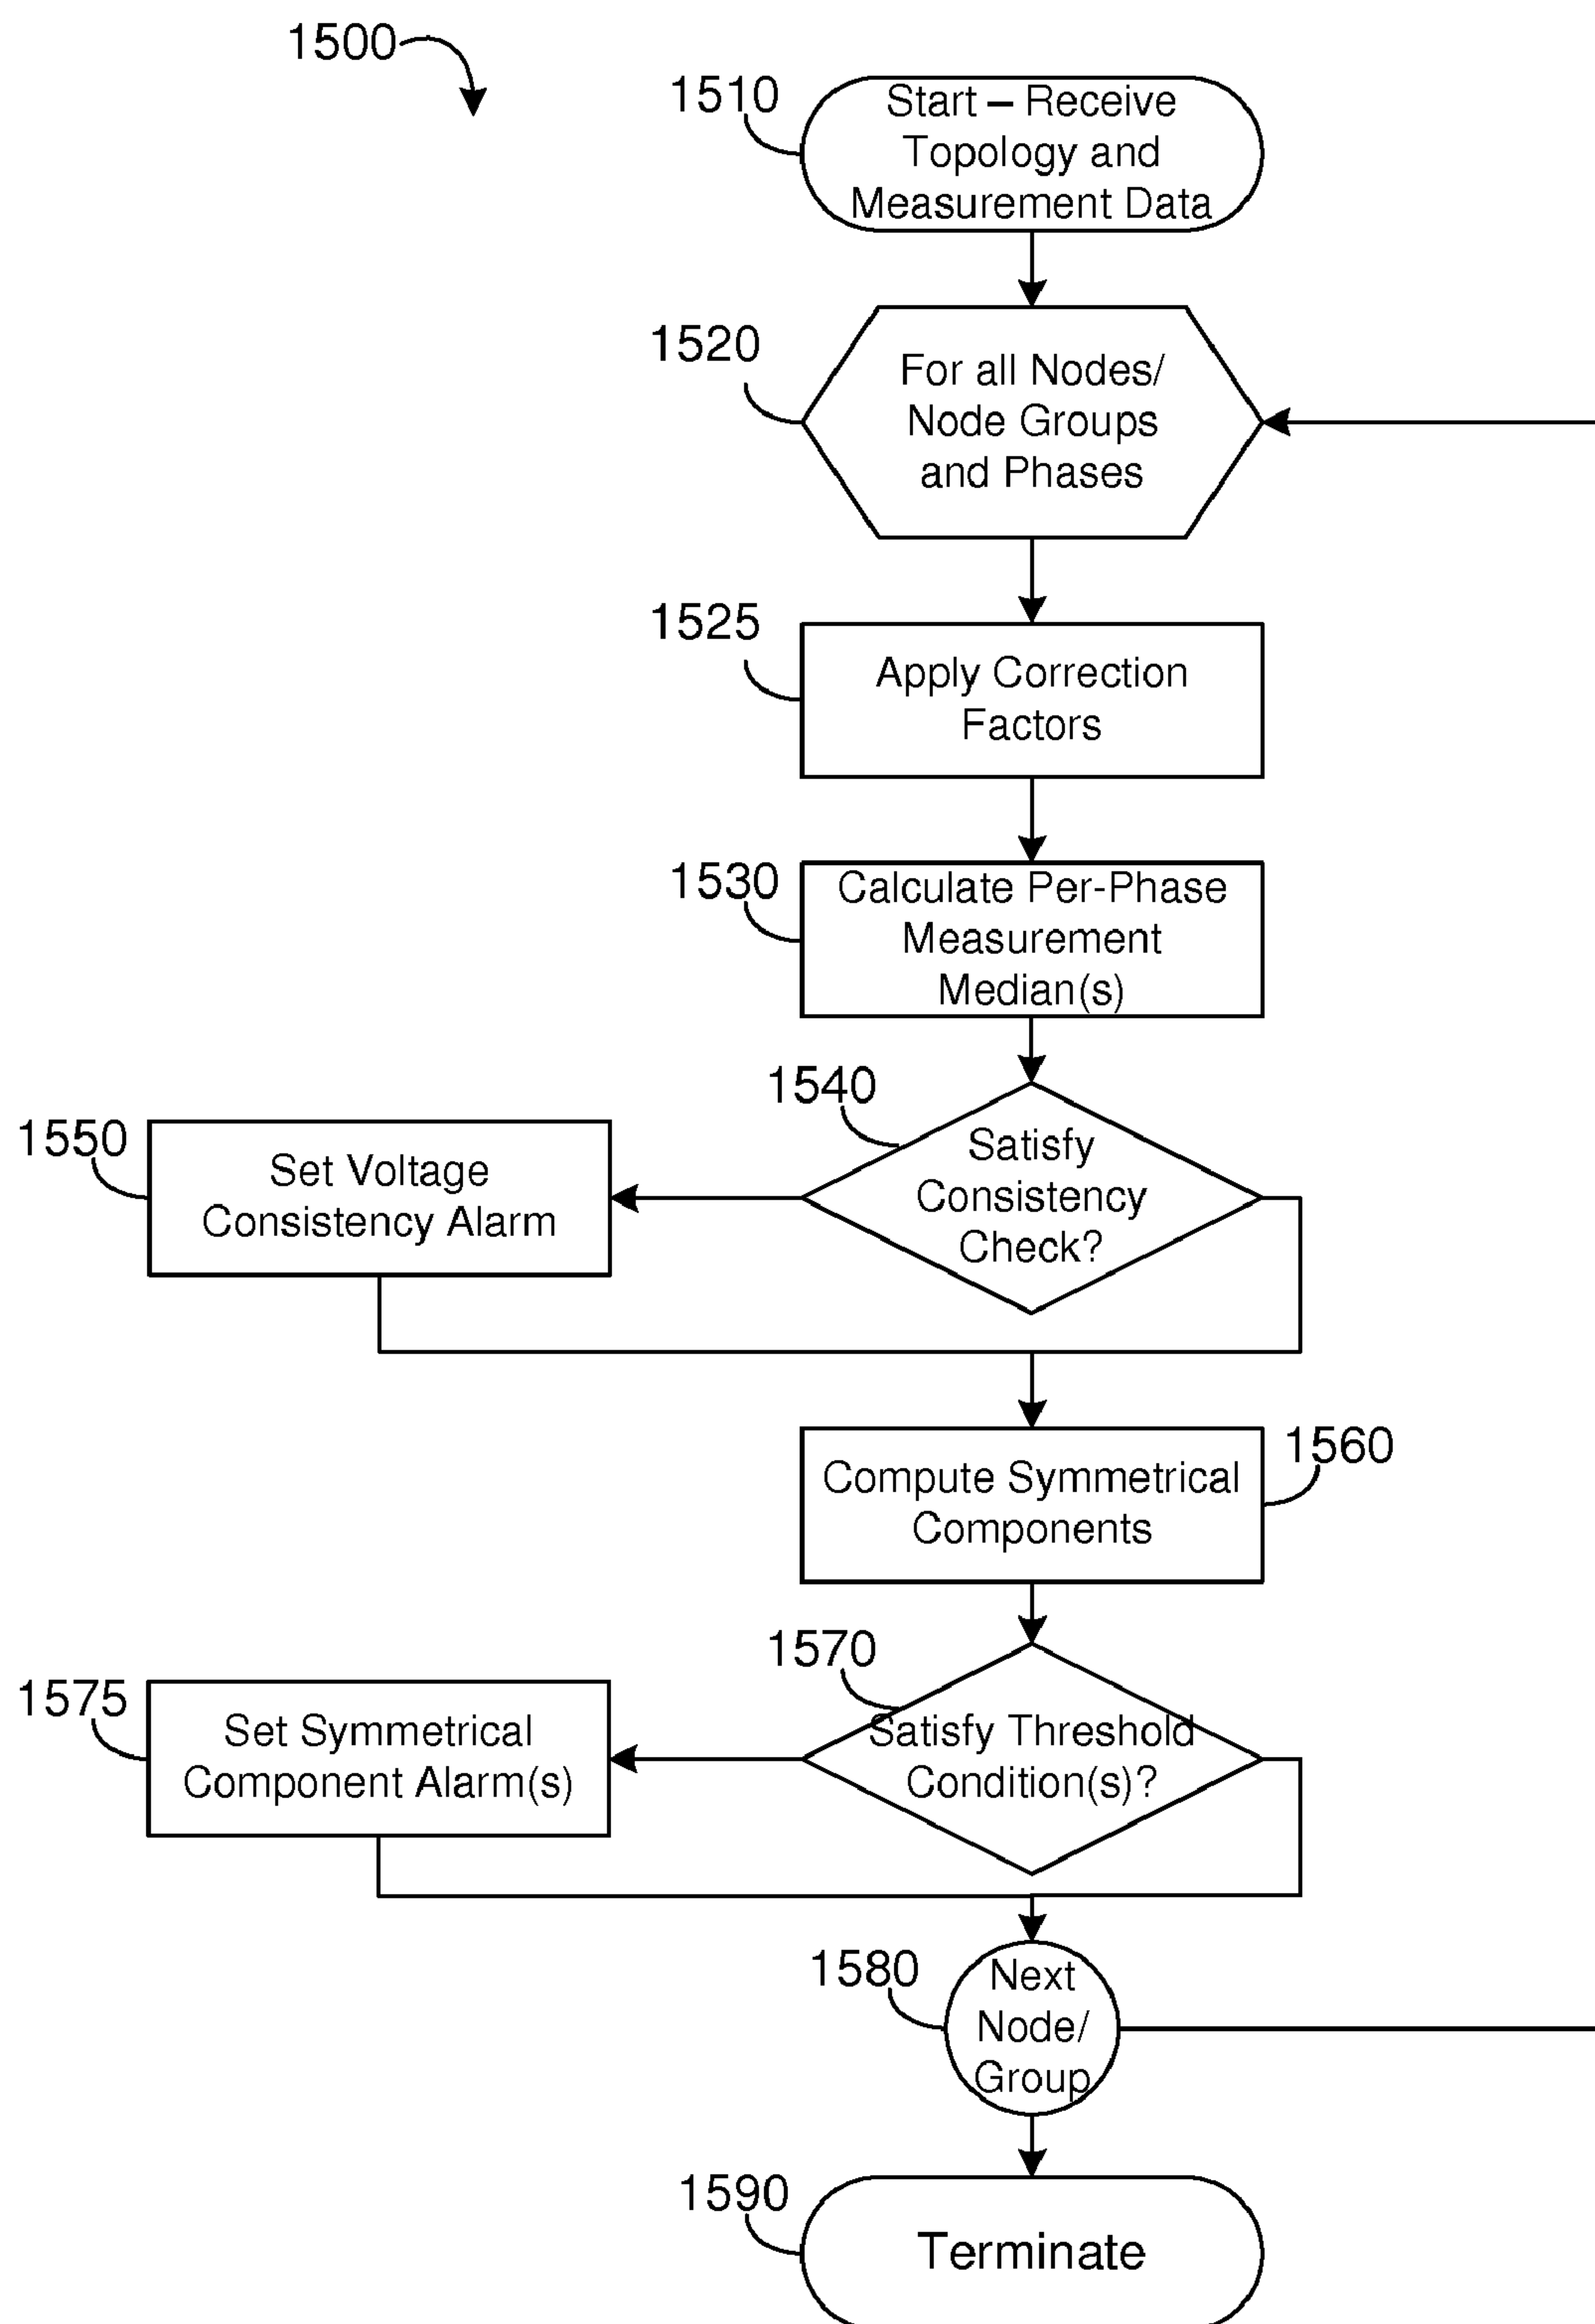 1500
1510
Start – Receive
Topology and
Measurement Data
1520
For all Nodes/
Node Groups
and Phases
1525
Apply Correction
Factors
1530
Calculate Per-Phase
Measurement
Median(s)
1540
Satisfy
Consistency
Check?
1550
Set Voltage
Consistency Alarm
1560
Compute Symmetrical
Components
1570
Satisfy Threshold
Condition(s)?
1575
Set Symmetrical
Component Alarm(s)
1580
Next
Node/
Group
1590
Terminate